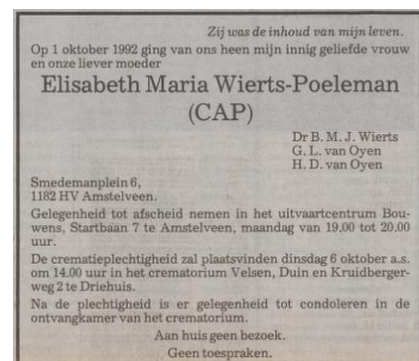 Zij was de inhoud van mijn leven.
Op 1 oktober 1992 ging van ons heen mijn innig geliefde vrouw
en onze liever moeder
Elisabeth Maria Wierts-Poeleman
(CAP)
Dr B. M. J. Wierts
G. L. van Oyen
H. D. van Oyen
Smedemanplein 6,
1182 HV Amstelveen.
Gelegenheid tot afscheid nemen in het uitvaartcentrum Bou-
wens, Startbaan 7 te Amstelveen, maandag van 19.00 tot 20.00
uur.
De crematieplechtigheid zal plaatsvinden dinsdag 6 oktober a.s.
om 14.00 uur in het crematorium Velsen, Duin en Kruidberger-
weg 2 te Driehuis.
Na de plechtigheid is er gelegenheid tot condoleren in de
ontvangkamer van het crematorium.
Aan huis geen bezoek.
Geen toespraken.